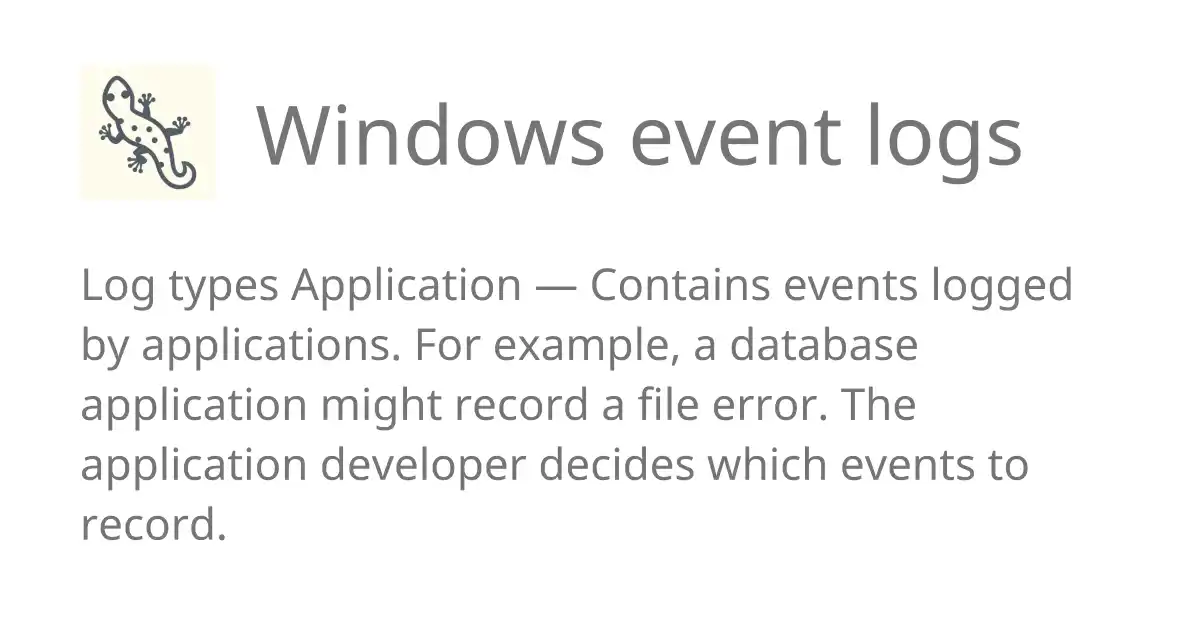 Windows event logs
Log types Application — Contains events logged
by applications. For example, a database
application might record a file error. The
application developer decides which events to
record.